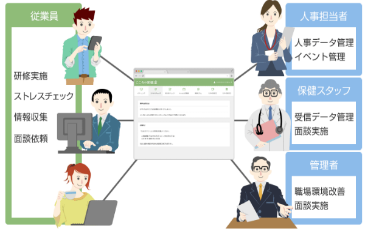 従業員
研修実施
ストレスチェック
情報収集
面談依頼
人事担当者
人事データ管理
イベント管理
保健スタッフ
受信データ管理
面談実施
管理者
職場環境改善
面談実施